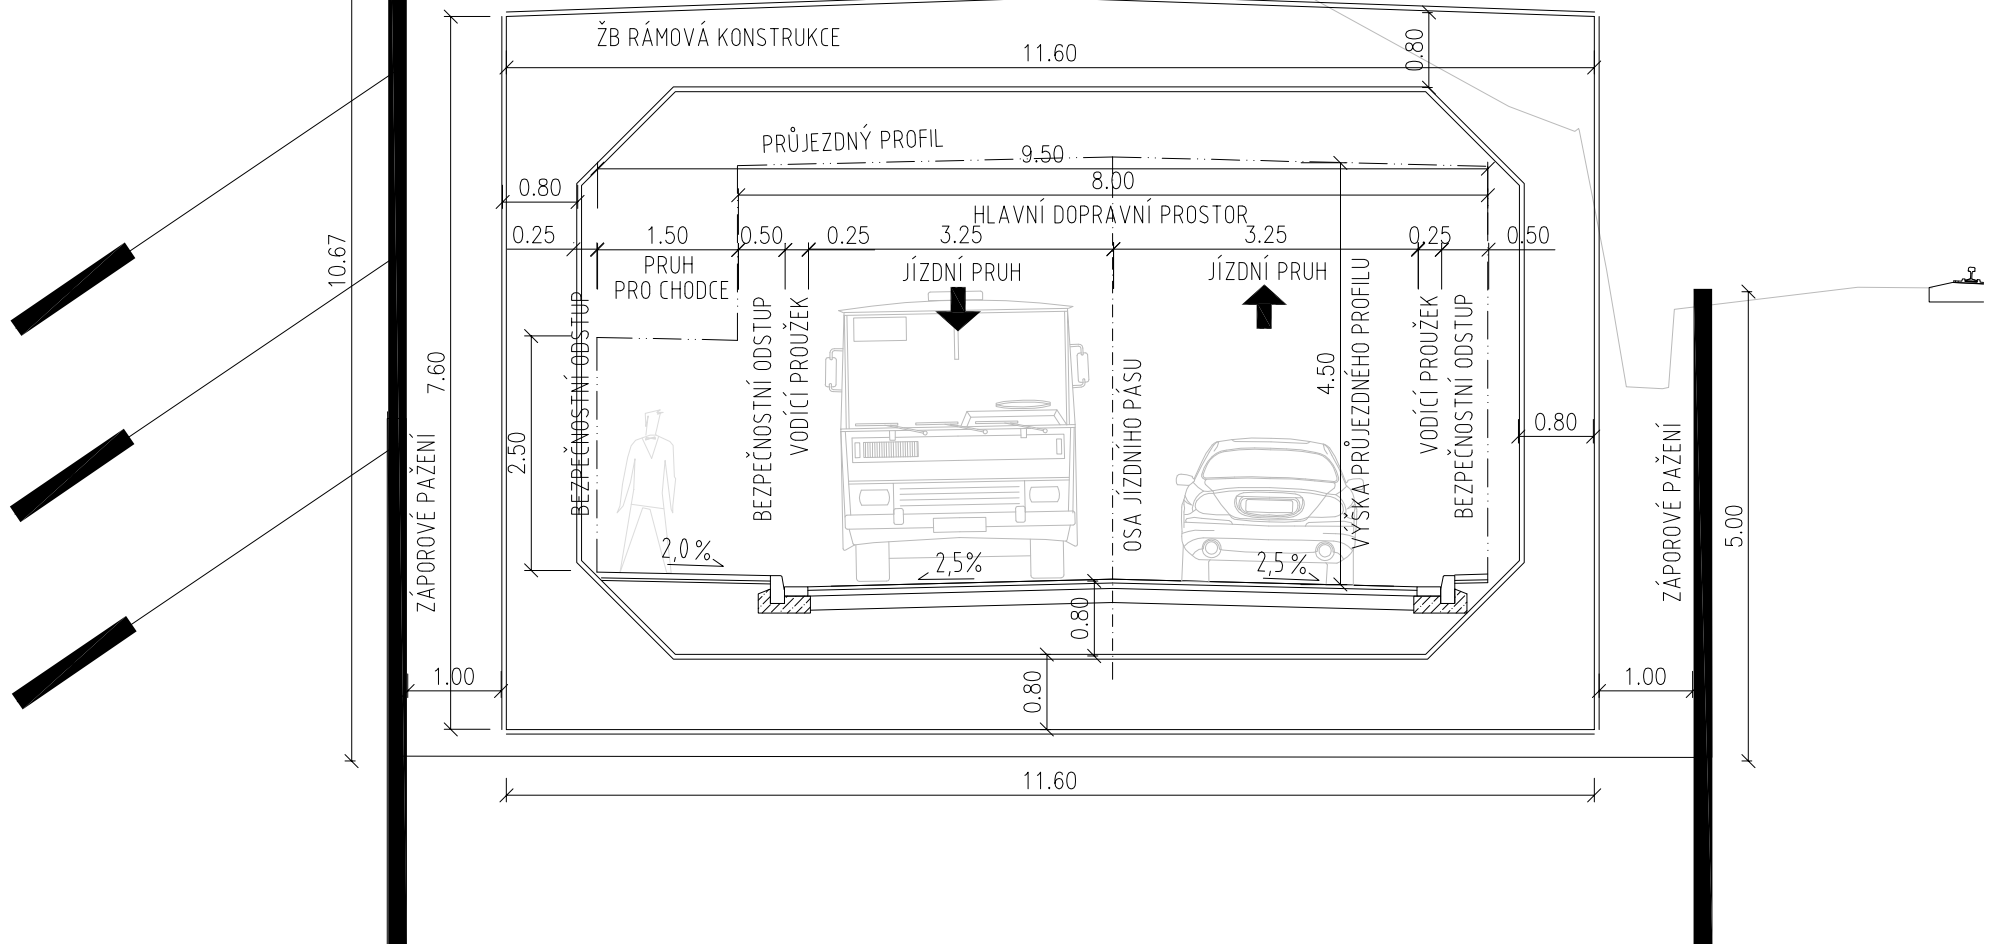 ŽB RÁMOVÁ KONSTRUKCE
11.60
0.80
PRŮJEZDNÝ PROFIL
9.50
0.80
8.00
HLAVNÍ DOPRAVNÍ PROSTOR
0.25
1.50
0.50
0.25
3.25
3.25
0.25
0.50
PRUH
PRO CHODCE
JÍZDNÍ PRUH
JÍZDNÍ PRUH
10.67
7.60
2.50
BEZPEČNOSTNÍ ODSTUP
BEZPEČNOSTNÍ ODSTUP
VODÍCÍ PROUŽEK
OSA JÍZDNÍHO PÁSU
4.50
VÝŠKA PRŮJEZDNÉHO PROFILU
VODÍCÍ PROUŽEK
BEZPEČNOSTNÍ ODSTUP
0.80
ZÁPOROVÉ PAŽENÍ
ZÁPOROVÉ PAŽENÍ
5.00
2,0%
2,5%
2,5%
0.80
1.00
0.80
1.00
11.60